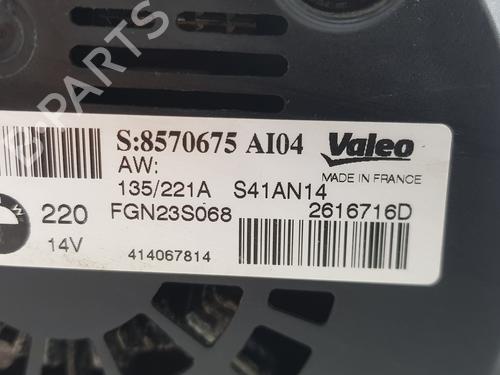 S:8570675 AI04 Valeo
AW: MADE IN FRANCE
135/221A S41AN14
220 FGN23S068 2616716D
14V 414067814